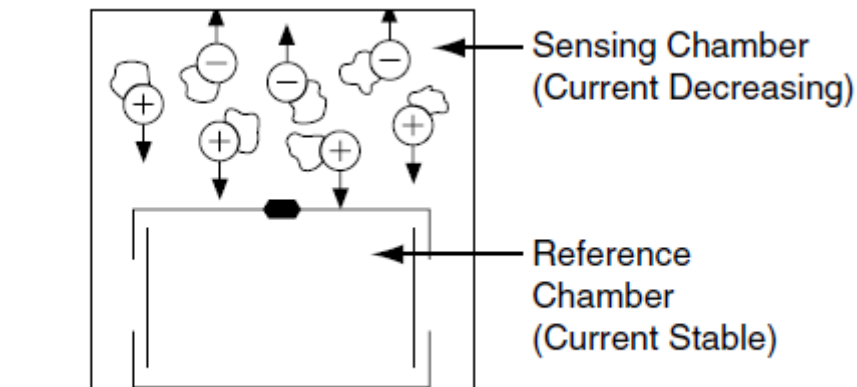 Sensing Chamber
(Current Decreasing)
Reference
Chamber
(Current Stable)